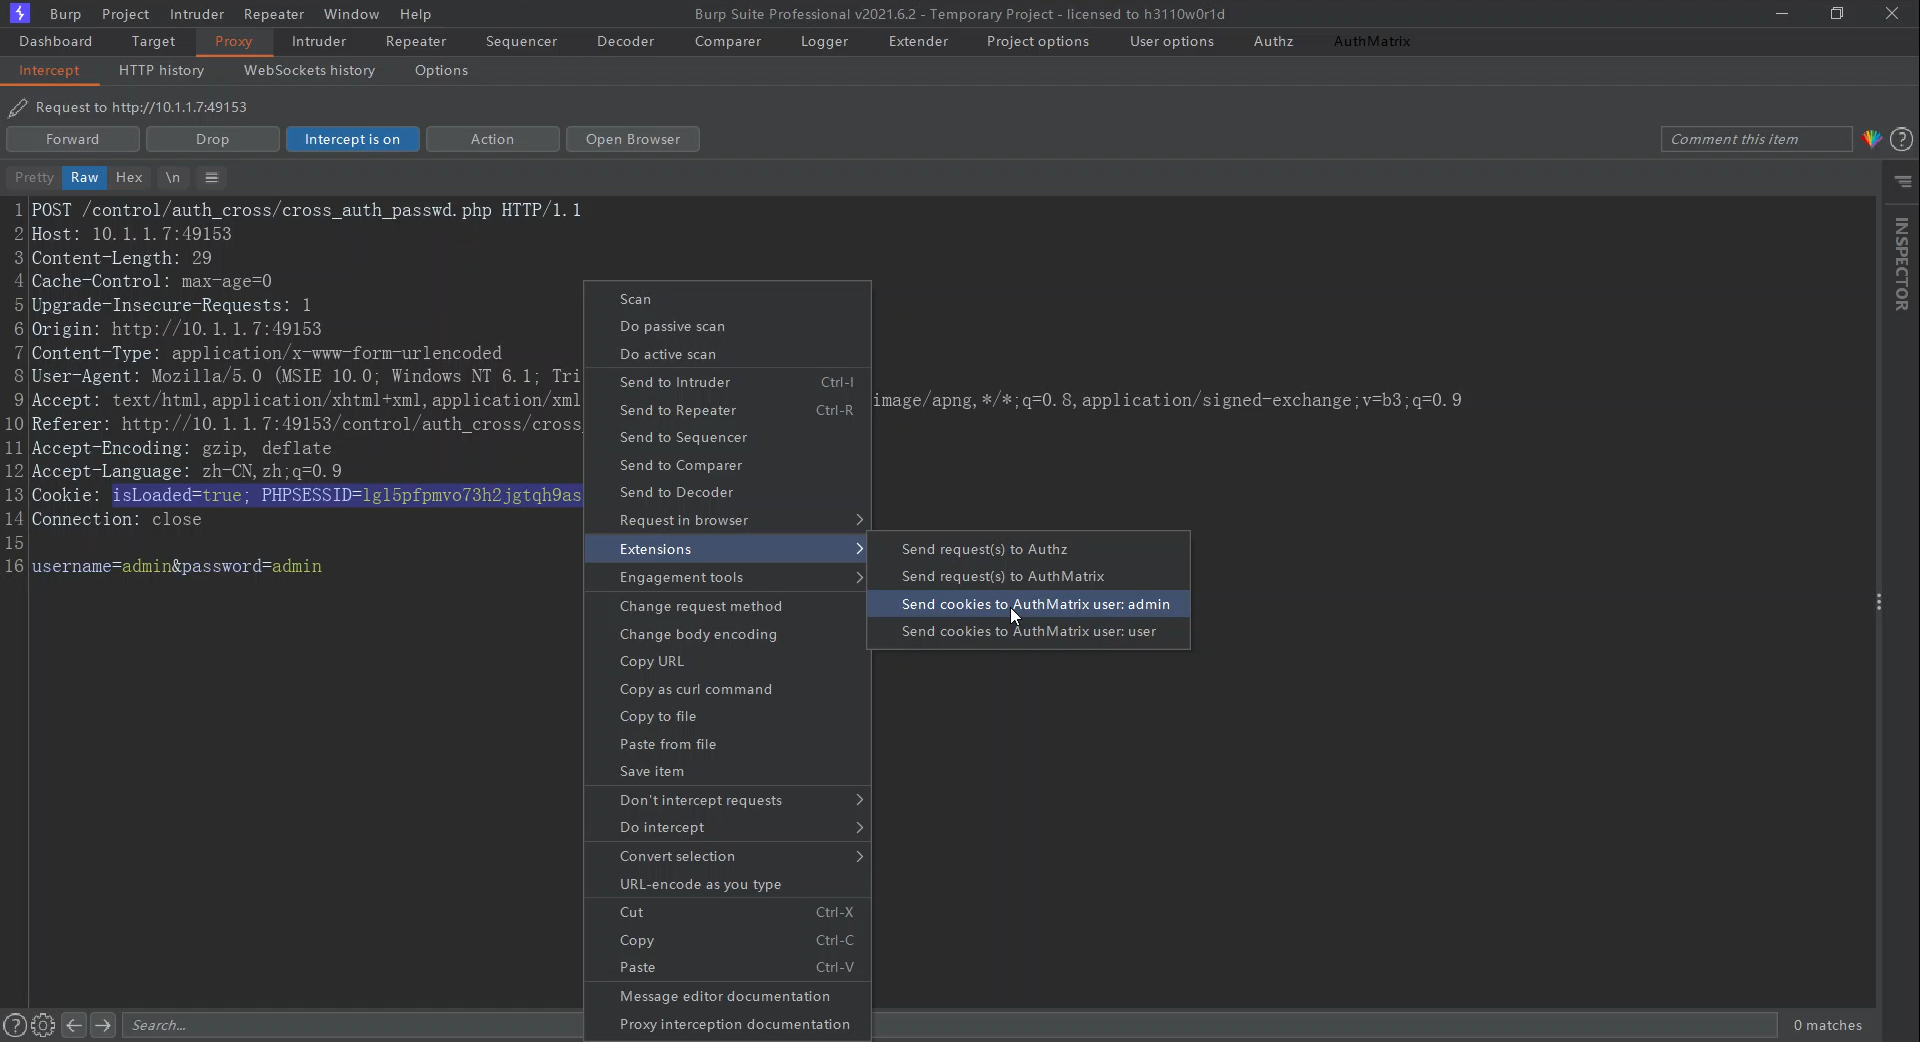 Burp Project Intruder Repeater Window Help
Burp Suite Professional v2021.6.2 - Temporary Project - licensed to h3110w0r1d
Dashboard Target Proxy Intruder Repeater Sequencer Decoder Comparer Logger Extender Project options User options Authz AuthMatrix
Intercept HTTP history WebSockets history Options
Request to http://10.1.1.7:49153
Forward Drop Intercept is on Action Open Browser Comment this item ?
Pretty Raw Hex \n
INSPECTOR
1 POST /control/auth_cross/cross_auth_passwd.php HTTP/1.1
2 Host: 10.1.1.7:49153
3 Content-Length: 29
4 Cache-Control: max-age=0
5 Upgrade-Insecure-Requests: 1
6 Origin: http://10.1.1.7:49153
7 Content-Type: application/x-www-form-urlencoded
8 User-Agent: Mozilla/5.0 (MSIE 10.0; Windows NT 6.1; Tri
9 Accept: text/html,application/xhtml+xml,application/xml image/apng,*/*;q=0.8,application/signed-exchange;v=b3;q=0.9
10 Referer: http://10.1.1.7:49153/control/auth_cross/cross_
11 Accept-Encoding: gzip, deflate
12 Accept-Language: zh-CN,zh;q=0.9
13 Cookie: isLoaded=true; PHPSESSID=lgl5pfpmvo73h2jgtqh9as
14 Connection: close
15
16 username=admin&password=admin
Scan
Do passive scan
Do active scan
Send to Intruder Ctrl-I
Send to Repeater Ctrl-R
Send to Sequencer
Send to Comparer
Send to Decoder
Request in browser
Extensions
Engagement tools
Change request method
Change body encoding
Copy URL
Copy as curl command
Copy to file
Paste from file
Save item
Don't intercept requests
Do intercept
Convert selection
URL-encode as you type
Cut Ctrl-X
Copy Ctrl-C
Paste Ctrl-V
Message editor documentation
Proxy interception documentation
Send request(s) to Authz
Send request(s) to AuthMatrix
Send cookies to AuthMatrix user: admin
Send cookies to AuthMatrix user: user
? Search... 0 matches